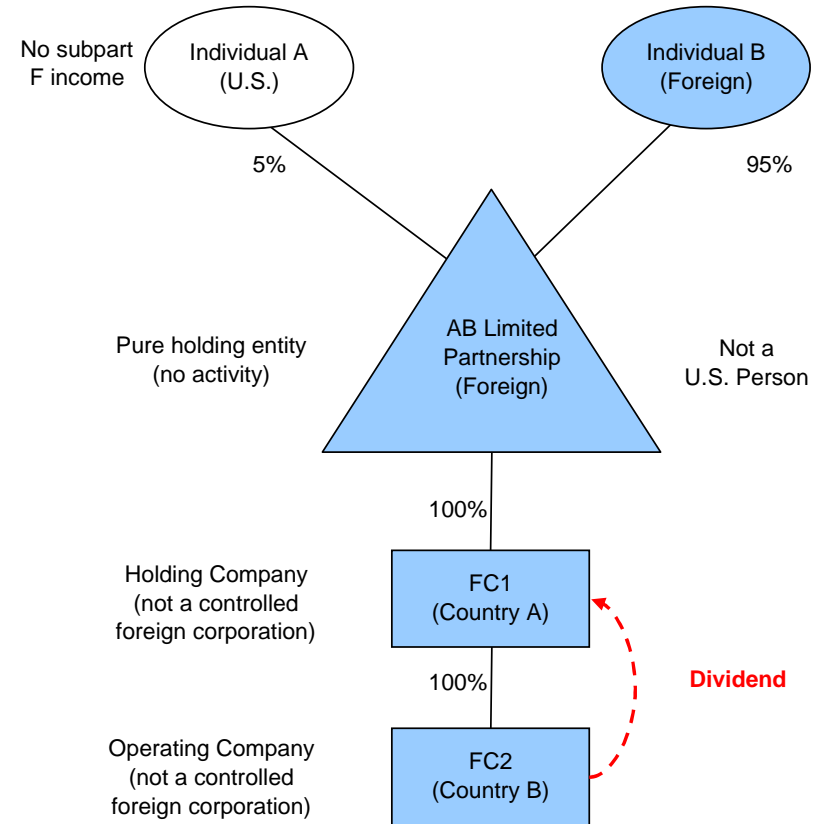 No subpart
F income
Individual A
(U.S.)
Individual B
(Foreign)
5%
95%
Pure holding entity
(no activity)
AB Limited
Partnership
(Foreign)
Not a
U.S. Person
100%
Holding Company
(not a controlled
foreign corporation)
FC1
(Country A)
100%
Dividend
Operating Company
(not a controlled
foreign corporation)
FC2
(Country B)